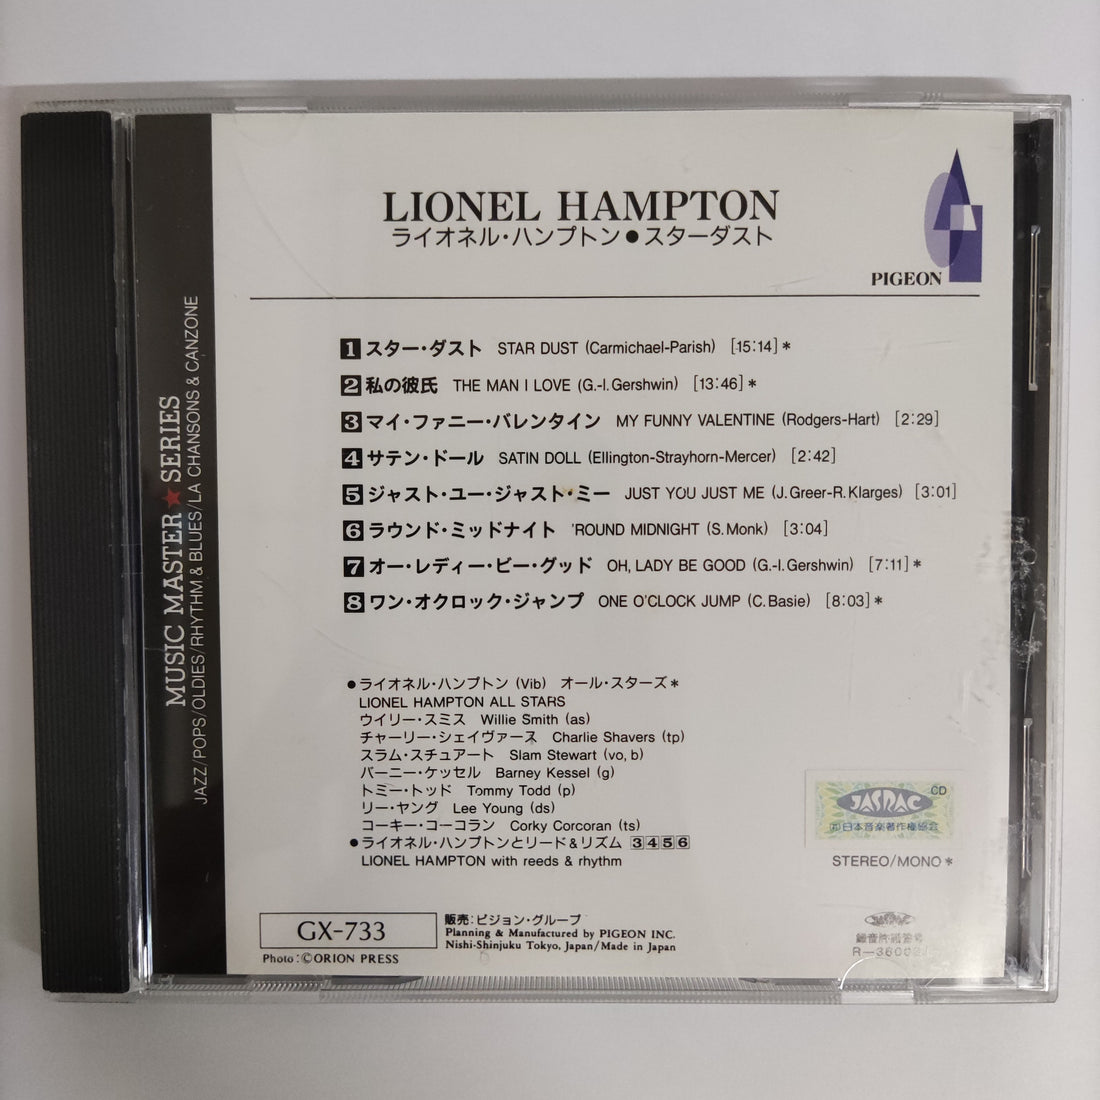 MUSIC MASTER★SERIES
JAZZ/POPS/OLDIES/RHYTHM & BLUES/LA CHANSONS & CANZONE
LIONEL HAMPTON
ライオネル・ハンプトン●スターダスト
PIGEON
1 スター・ダスト STAR DUST (Carmichael-Parish) [15:14]*
2 私の彼氏 THE MAN I LOVE (G.-I. Gershwin) [13:46]*
3 マイ・ファニー・バレンタイン MY FUNNY VALENTINE (Rodgers-Hart) [2:29]
4 サテン・ドール SATIN DOLL (Ellington-Strayhorn-Mercer) [2:42]
5 ジャスト・ユー・ジャスト・ミー JUST YOU JUST ME (J. Greer-R. Klarges) [3:01]
6 ラウンド・ミッドナイト 'ROUND MIDNIGHT (S. Monk) [3:04]
7 オー・レディー・ビー・グッド OH, LADY BE GOOD (G.-I. Gershwin) [7:11]*
8 ワン・オクロック・ジャンプ ONE O'CLOCK JUMP (C. Basie) [8:03]*
●ライオネル・ハンプトン (Vib) オール・スターズ*
LIONEL HAMPTON ALL STARS
ウイリー・スミス Willie Smith (as)
チャーリー・シェイヴァース Charlie Shavers (tp)
スラム・スチュアート Slam Stewart (vo, b)
バーニー・ケッセル Barney Kessel (g)
トミー・トッド Tommy Todd (p)
リー・ヤング Lee Young (ds)
コーキー・コーコラン Corky Corcoran (ts)
●ライオネル・ハンプトンとリード&リズム 3 4 5 6
LIONEL HAMPTON with reeds & rhythm
CD
JASRAC
日本音楽著作権協会
STEREO/MONO*
GX-733
販売:ピジョン・グループ
Planning & Manufactured by PIGEON INC.
Nishi-Shinjuku Tokyo, Japan/Made in Japan
Photo: ©ORION PRESS